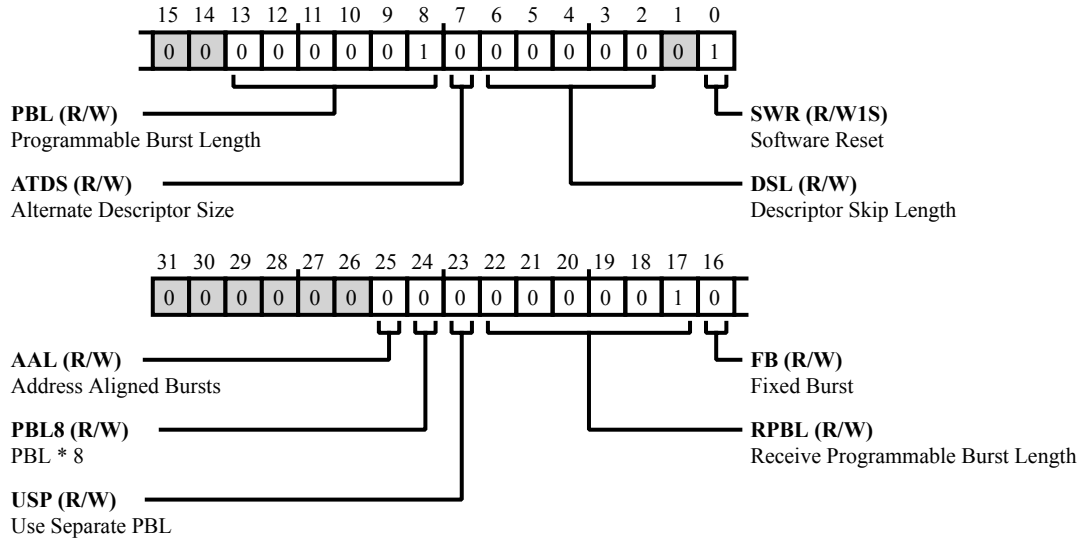 15 14 13 12 11 10 9 8 7 6 5 4 3 2 1 0
0 0 0 0 0 0 0 1 0 0 0 0 0 0 0 1
PBL (R/W)
Programmable Burst Length
SWR (R/W1S)
Software Reset
ATDS (R/W)
Alternate Descriptor Size
DSL (R/W)
Descriptor Skip Length
31 30 29 28 27 26 25 24 23 22 21 20 19 18 17 16
0 0 0 0 0 0 0 0 0 0 0 0 0 0 1 0
AAL (R/W)
Address Aligned Bursts
FB (R/W)
Fixed Burst
PBL8 (R/W)
PBL * 8
RPBL (R/W)
Receive Programmable Burst Length
USP (R/W)
Use Separate PBL